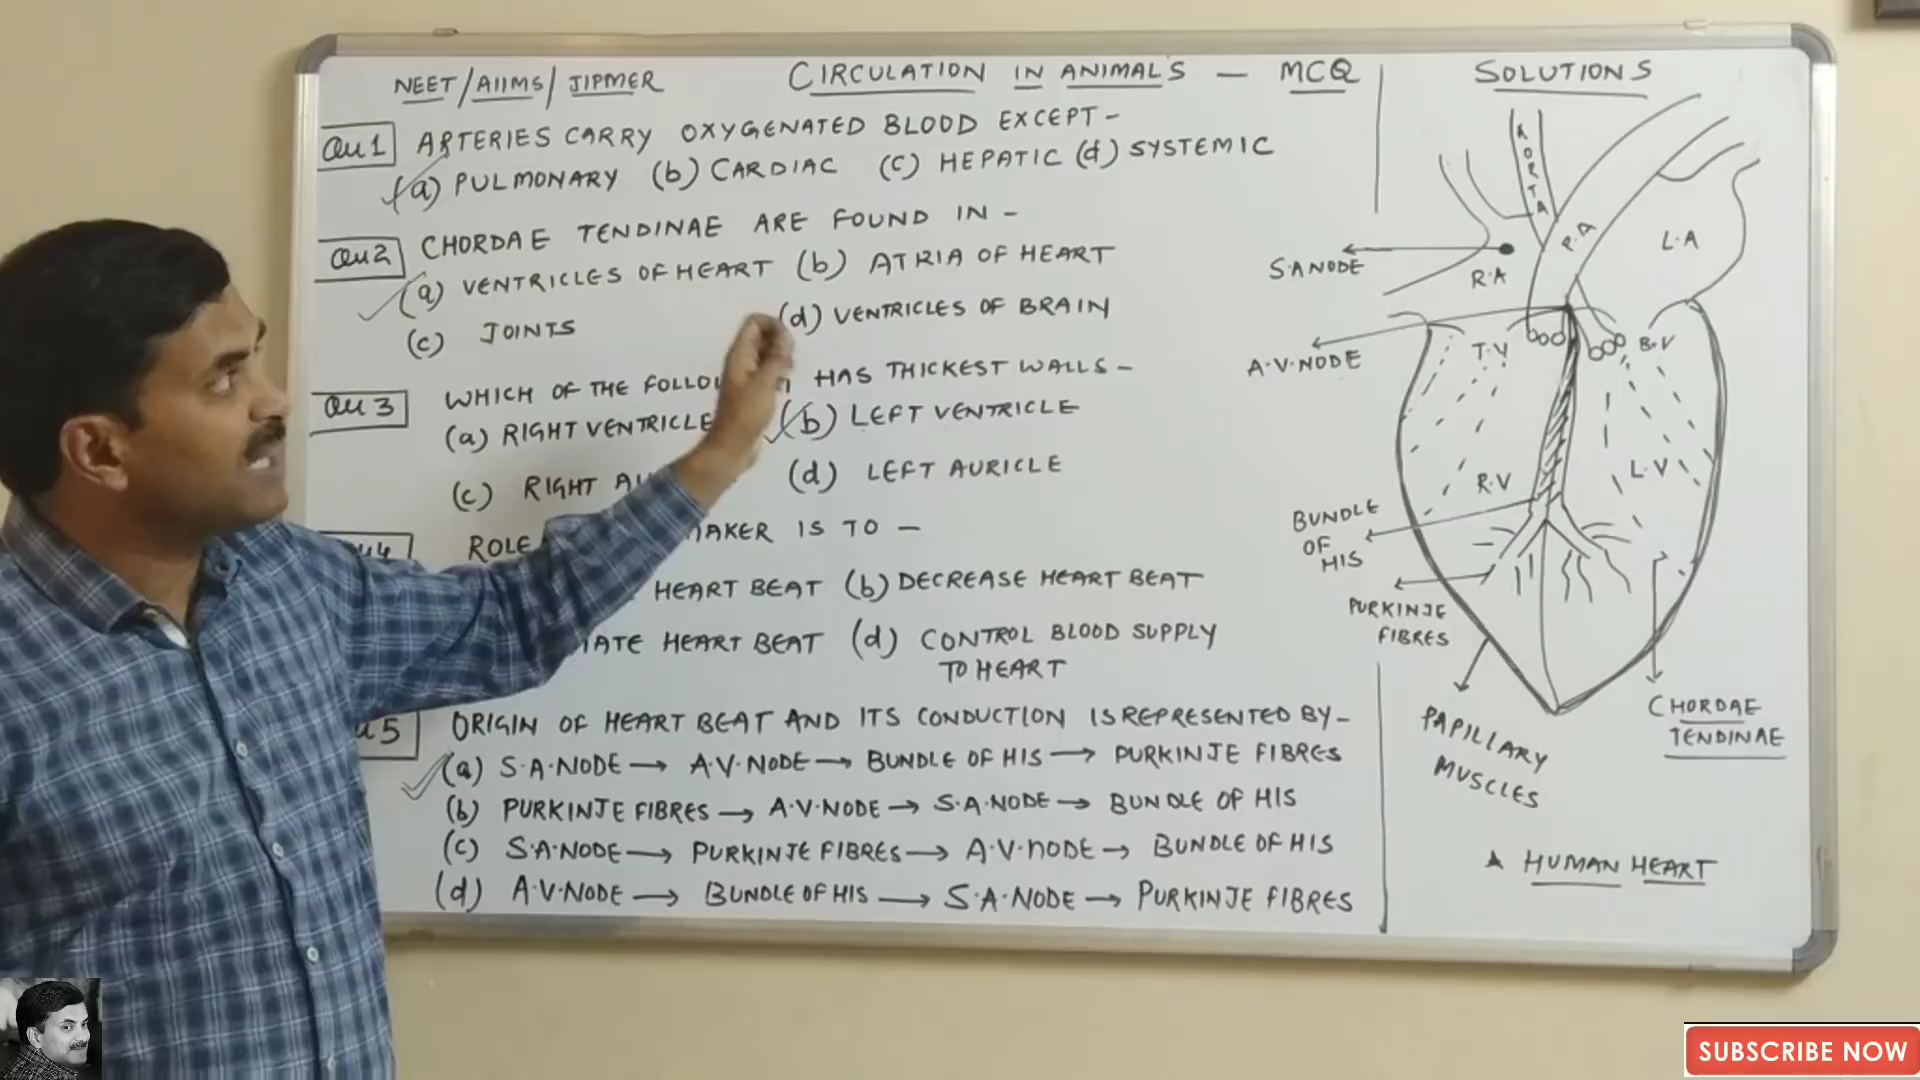 NEET/AIIMS/JIPMER
CIRCULATION IN ANIMALS — MCQ
SOLUTIONS
Qu1 ARTERIES CARRY OXYGENATED BLOOD EXCEPT -
(a) PULMONARY (b) CARDIAC (c) HEPATIC (d) SYSTEMIC
Qu2 CHORDAE TENDINAE ARE FOUND IN -
(a) VENTRICLES OF HEART (b) ATRIA OF HEART
(c) JOINTS (d) VENTRICLES OF BRAIN
Qu3 WHICH OF THE HAS THICKEST WALLS -
(a) RIGHT VENTRICLE (b) LEFT VENTRICLE
(c) RIGHT (d) LEFT AURICLE
ROLE IS TO -
HEART BEAT (b) DECREASE HEART BEAT
HEART BEAT (d) CONTROL BLOOD SUPPLY
TO HEART
5 ORIGIN OF HEART BEAT AND ITS CONDUCTION IS REPRESENTED BY -
(a) S.A.NODE → A.V.NODE → BUNDLE OF HIS → PURKINJE FIBRES
(b) PURKINJE FIBRES → A.V.NODE → S.A.NODE → BUNDLE OF HIS
(c) S.A.NODE → PURKINJE FIBRES → A.V.NODE → BUNDLE OF HIS
(d) A.V.NODE → BUNDLE OF HIS → S.A.NODE → PURKINJE FIBRES
AORTA
P.A
L.A
S.A NODE
R.A
A.V.NODE
T.V
B.V
R.V
L.V
BUNDLE
OF
HIS
PURKINJE
FIBRES
PAPILLARY
MUSCLES
CHORDAE
TENDINAE
HUMAN HEART
SUBSCRIBE NOW